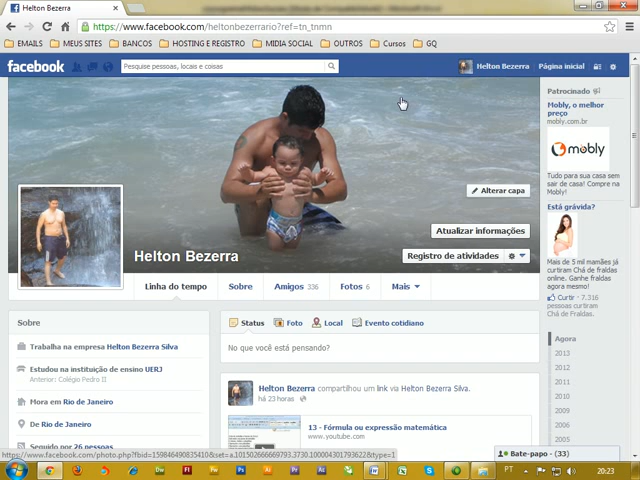 Helton Bezerra
https://www.facebook.com/heltonbezerrario?ref=tn_tnmn
EMAILS
MEUS SITES
BANCOS
HOSTING E REGISTRO
MIDIA SOCIAL
OUTROS
Cursos
GQ
facebook
Pesquise pessoas, locais e coisas
Helton Bezerra
Página inicial
Alterar capa
Atualizar informações
Helton Bezerra
Registro de atividades
Linha do tempo
Sobre
Amigos 336
Fotos 6
Mais
Sobre
Trabalha na empresa Helton Bezerra Silva
Estudou na instituição de ensino UERJ
Anterior: Colégio Pedro II
Mora em Rio de Janeiro
De Rio de Janeiro
Seguido por 26 pessoas
Status
Foto
Local
Evento cotidiano
No que você está pensando?
Helton Bezerra compartilhou um link via Helton Bezerra Silva.
há 23 horas
13 - Fórmula ou expressão matemática
www.youtube.com
Patrocinado
Mobly, o melhor
preço
mobly.com.br
mobly
Tudo para sua casa sem
sair de casa! Compre na
Mobly!
Está grávida?
Mais de 5 mil mamães já
curtiram Chá de fraldas
online. Ganhe fraldas
agora mesmo!
Curtir · 7.316
pessoas curtiram
Chá de Fraldas.
Agora
2013
2012
2011
2010
2009
2006
2005
Bate-papo - (33)
https://www.facebook.com/photo.php?fbid=159846490835410&set=a.101502666669793.3730.100004301793622&type=1
PT
20:23